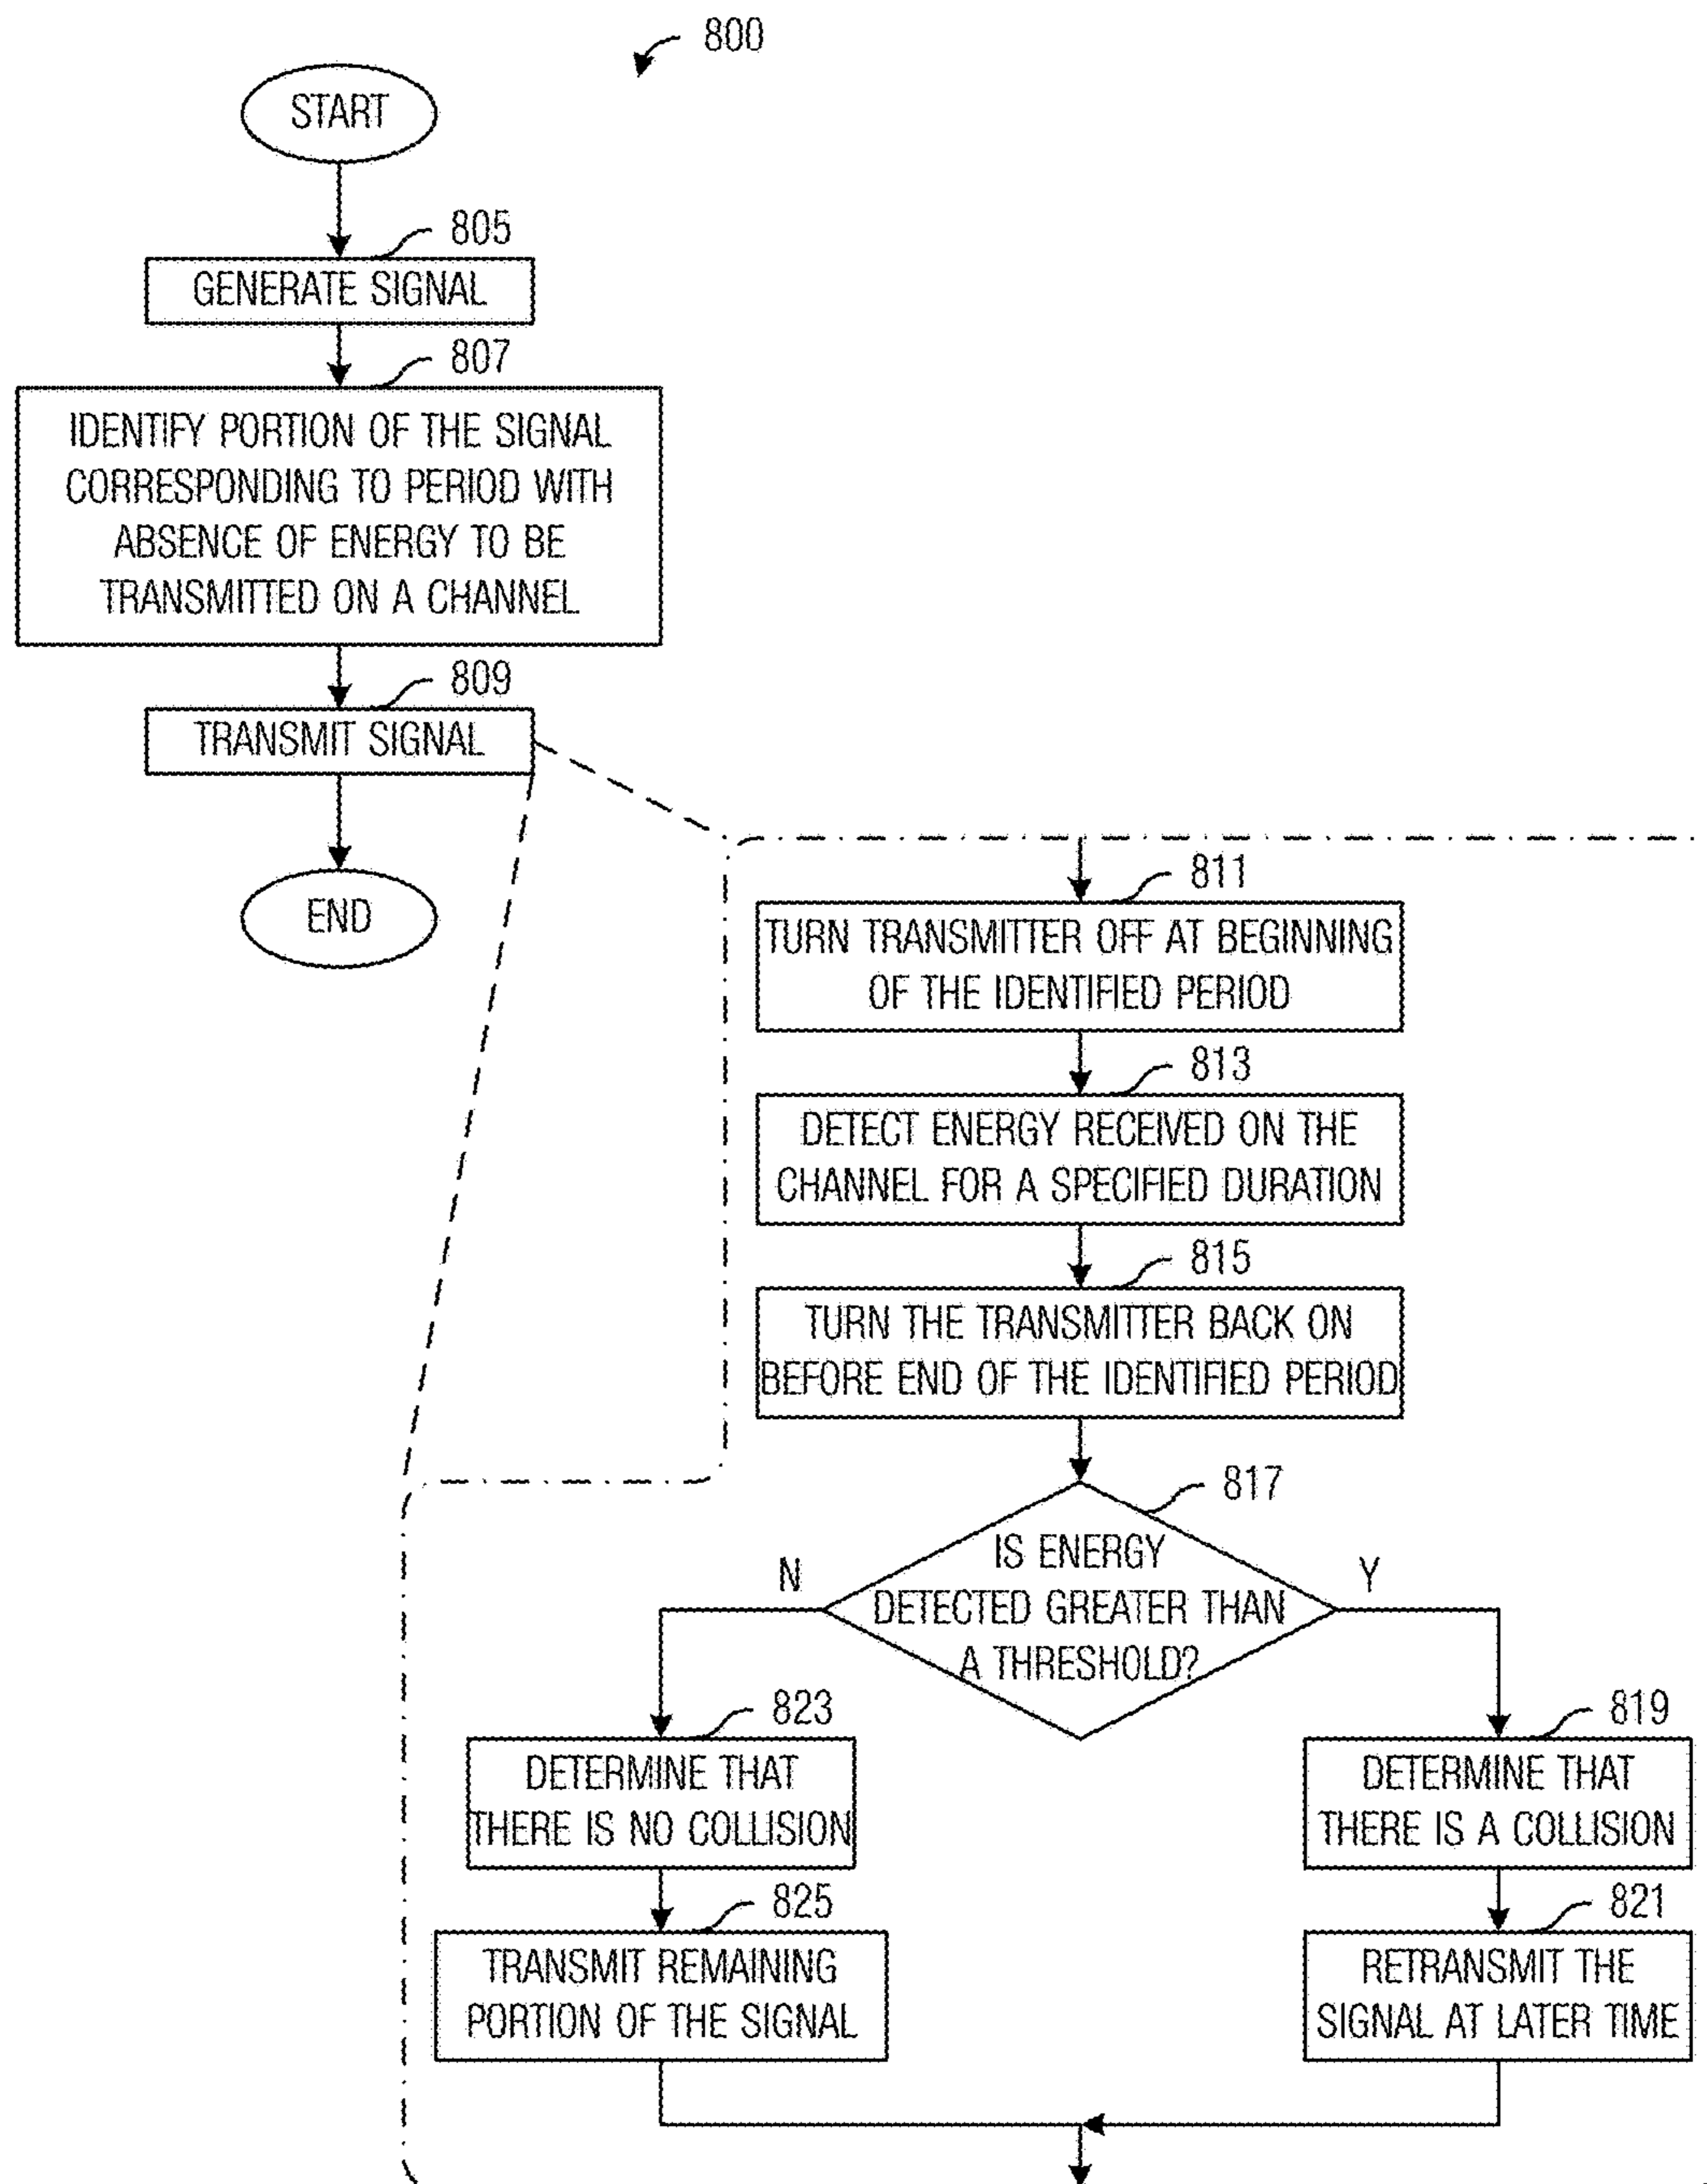 800
START
805
GENERATE SIGNAL
807
IDENTIFY PORTION OF THE SIGNAL
CORRESPONDING TO PERIOD WITH
ABSENCE OF ENERGY TO BE
TRANSMITTED ON A CHANNEL
809
TRANSMIT SIGNAL
END
811
TURN TRANSMITTER OFF AT BEGINNING
OF THE IDENTIFIED PERIOD
813
DETECT ENERGY RECEIVED ON THE
CHANNEL FOR A SPECIFIED DURATION
815
TURN THE TRANSMITTER BACK ON
BEFORE END OF THE IDENTIFIED PERIOD
817
IS ENERGY
DETECTED GREATER THAN
A THRESHOLD?
N
Y
823
DETERMINE THAT
THERE IS NO COLLISION
825
TRANSMIT REMAINING
PORTION OF THE SIGNAL
819
DETERMINE THAT
THERE IS A COLLISION
821
RETRANSMIT THE
SIGNAL AT LATER TIME